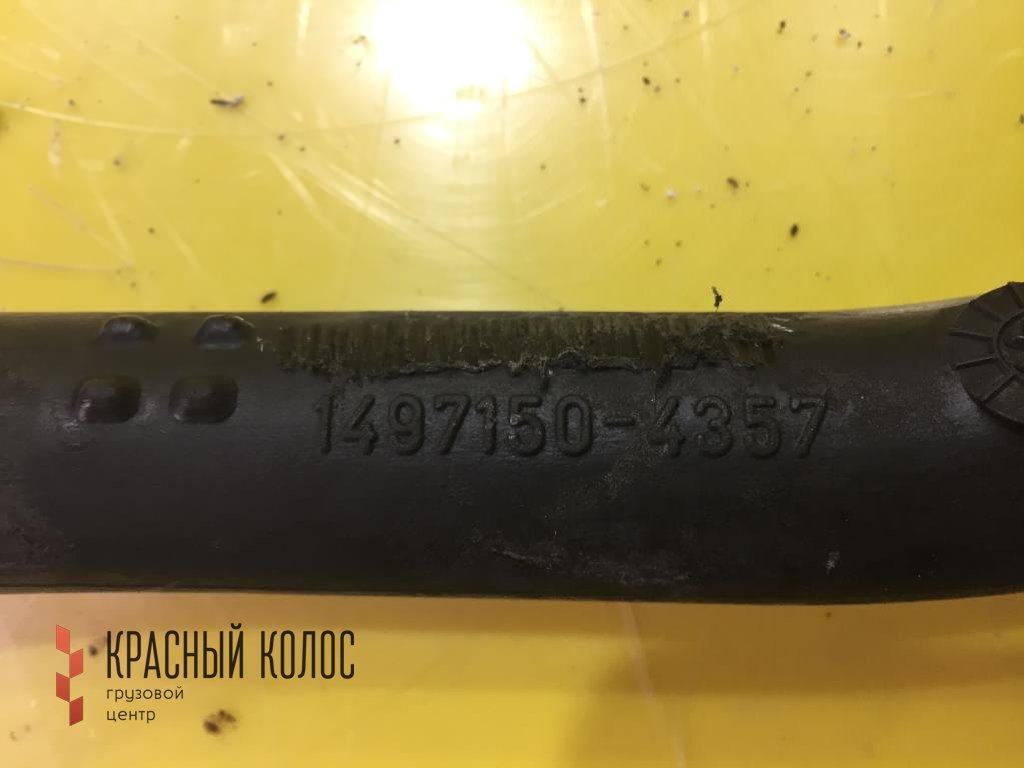 1497150-4357
КРАСНЫЙ КОЛОС
грузовой
центр